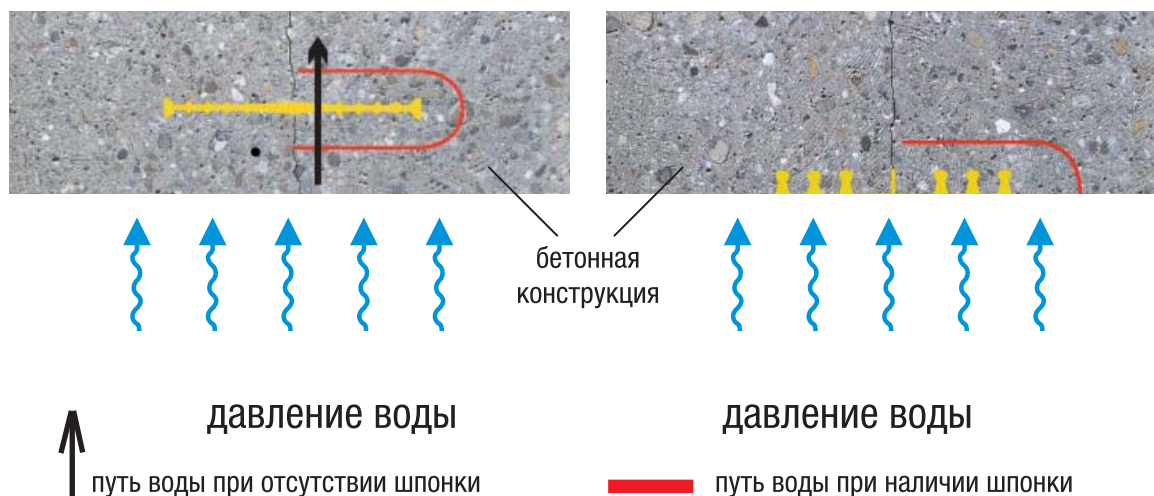 бетонная
конструкция
давление воды
давление воды
путь воды при отсутствии шпонки
путь воды при наличии шпонки